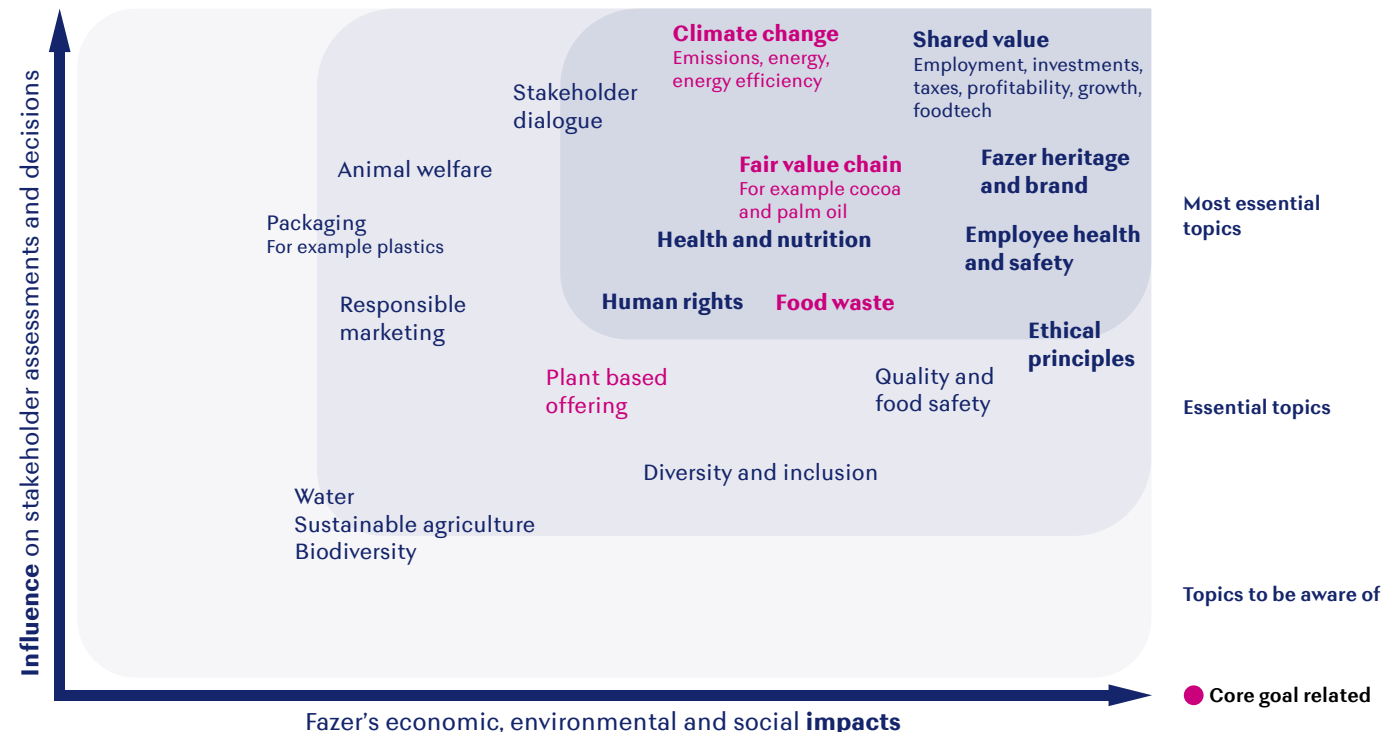 Influence on stakeholder assessments and decisions
Climate change
Emissions, energy,
energy efficiency
Shared value
Employment, investments,
taxes, profitability, growth,
foodtech
Stakeholder
dialogue
Animal welfare
Fair value chain
For example cocoa
and palm oil
Fazer heritage
and brand
Packaging
For example plastics
Health and nutrition
Employee health
and safety
Most essential
topics
Responsible
marketing
Human rights
Food waste
Ethical
principles
Plant based
offering
Quality and
food safety
Essential topics
Diversity and inclusion
Water
Sustainable agriculture
Biodiversity
Topics to be aware of
Core goal related
Fazer's economic, environmental and social impacts